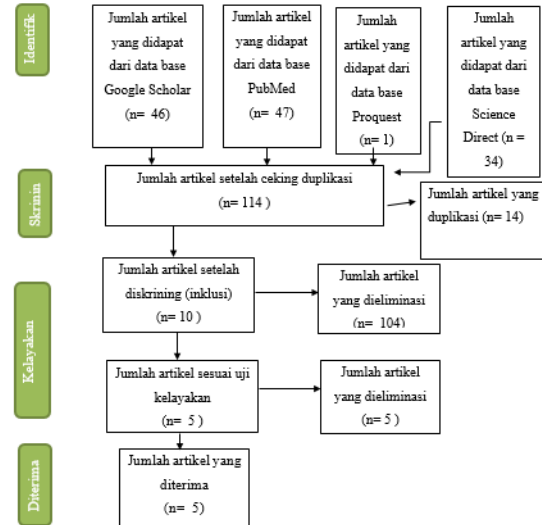 Identifik
Jumlah artikel
yang didapat
dari data base
Google Scholar
(n= 46)
Jumlah artikel
yang didapat
dari data base
PubMed
(n= 47)
Jumlah
artikel yang
didapat dari
data base
Proquest
(n= 1)
Jumlah
artikel yang
didapat dari
data base
Science
Direct (n =
34)
Skrinin
Jumlah artikel setelah ceking duplikasi
(n= 114 )
Jumlah artikel yang
duplikasi (n= 14)
Kelayakan
Jumlah artikel setelah
diskrining (inklusi)
(n= 10 )
Jumlah artikel
yang dieliminasi
(n= 104)
Jumlah artikel sesuai uji
kelayakan
(n= 5 )
Jumlah artikel
yang dieliminasi
(n= 5 )
Diterima
Jumlah artikel yang
diterima
(n= 5)